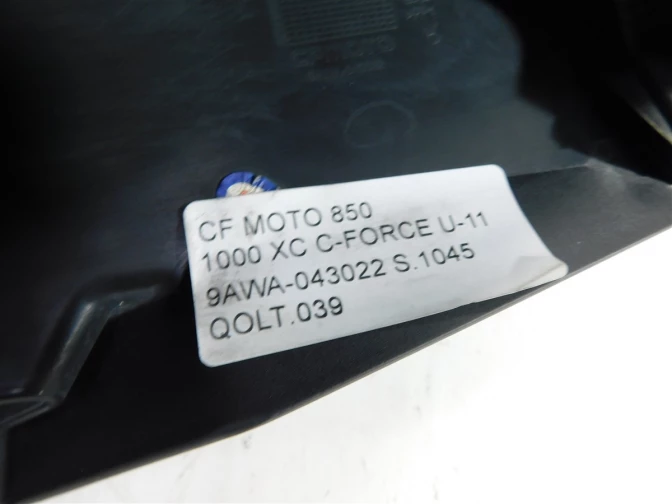 CF MOTO 850
1000 XC C-FORCE U-11
9AWA-043022 S.1045
QOLT.039